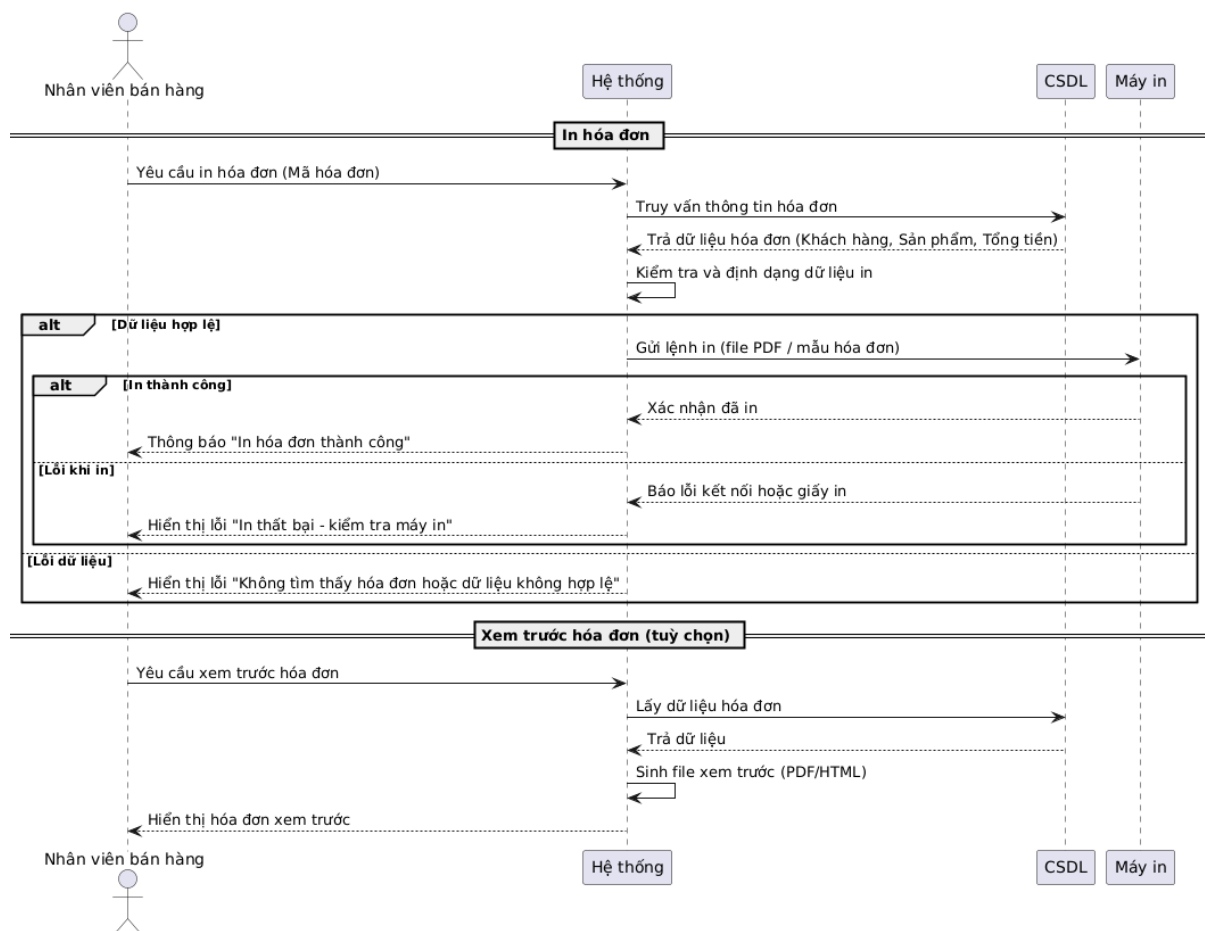 Nhân viên bán hàng
Hệ thống
CSDL
Máy in
In hóa đơn
Yêu cầu in hóa đơn (Mã hóa đơn)
Truy vấn thông tin hóa đơn
Trả dữ liệu hóa đơn (Khách hàng, Sản phẩm, Tổng tiền)
Kiểm tra và định dạng dữ liệu in
alt [Dữ liệu hợp lệ]
Gửi lệnh in (file PDF / mẫu hóa đơn)
alt [In thành công]
Xác nhận đã in
Thông báo "In hóa đơn thành công"
[Lỗi khi in]
Báo lỗi kết nối hoặc giấy in
Hiển thị lỗi "In thất bại - kiểm tra máy in"
[Lỗi dữ liệu]
Hiển thị lỗi "Không tìm thấy hóa đơn hoặc dữ liệu không hợp lệ"
Xem trước hóa đơn (tuỳ chọn)
Yêu cầu xem trước hóa đơn
Lấy dữ liệu hóa đơn
Trả dữ liệu
Sinh file xem trước (PDF/HTML)
Hiển thị hóa đơn xem trước
Nhân viên bán hàng
Hệ thống
CSDL
Máy in